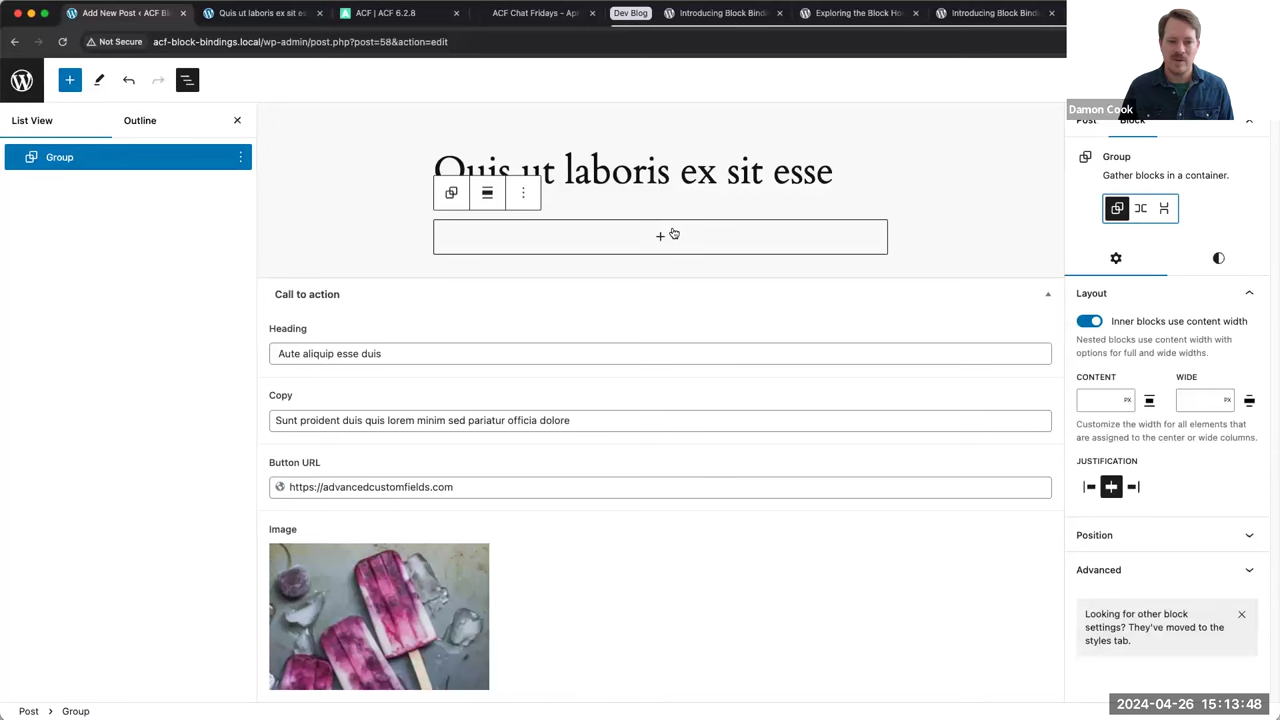 Add New Post ‹ ACF Bl
Quis ut laboris ex sit es
ACF | ACF 6.2.8
ACF Chat Fridays – Ap
Dev Blog
Introducing Block Bind
Exploring the Block Ho
Introducing Block Bind
Not Secure
acf-block-bindings.local/wp-admin/post.php?post=58&action=edit
Damon Cook
List View
Outline
Post
Block
Group
Quis ut laboris ex sit esse
Group
Gather blocks in a container.
Call to action
Layout
Inner blocks use content width
Nested blocks use content width with
options for full and wide widths.
Heading
Aute aliquip esse duis
CONTENT
WIDE
PX
PX
Copy
Sunt proident duis quis lorem minim sed pariatur officia dolore
Customize the width for all elements that
are assigned to the center or wide columns.
Button URL
https://advancedcustomfields.com
JUSTIFICATION
Image
Position
Advanced
Looking for other block
settings? They've moved to the
styles tab.
Post
Group
2024-04-26 15:13:48